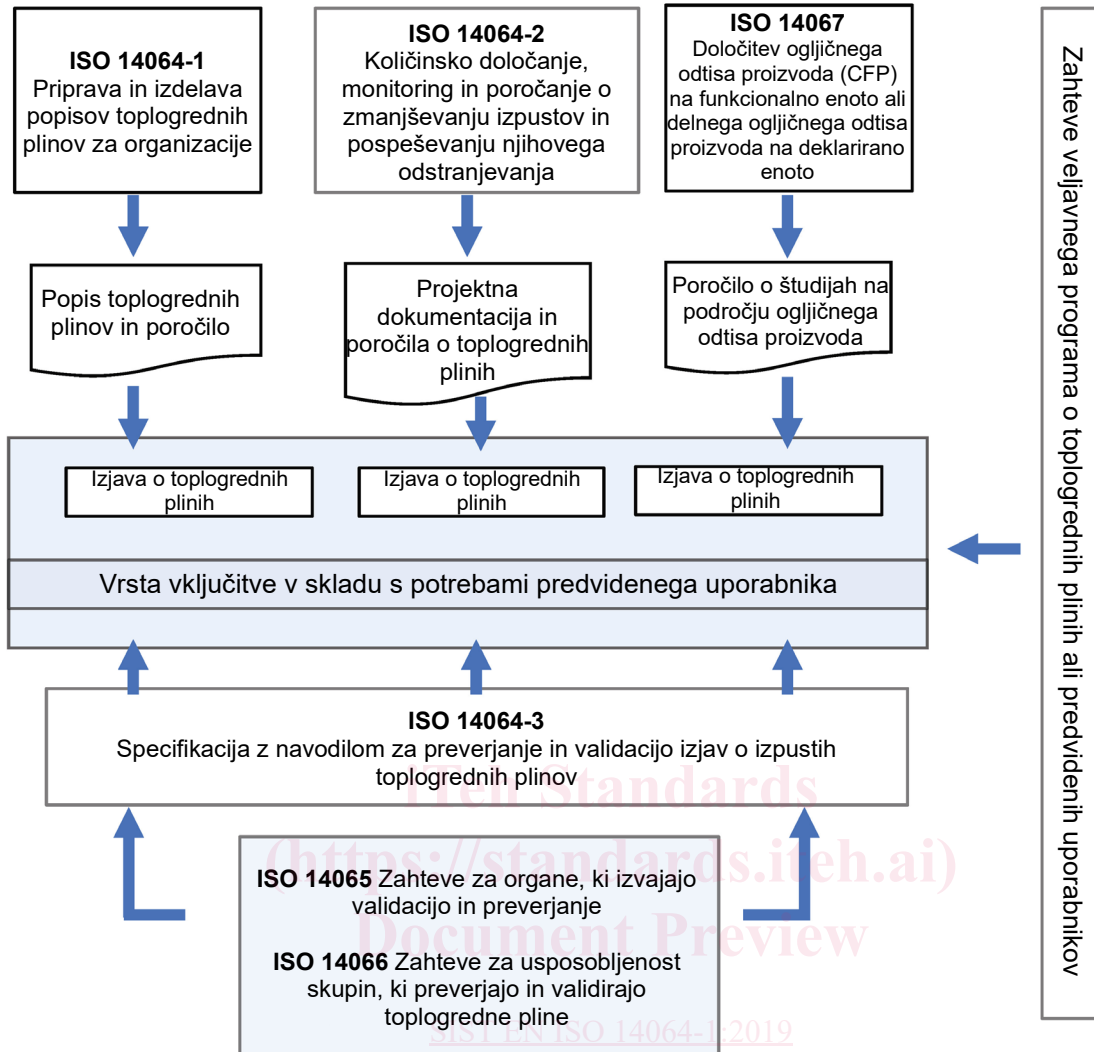 ISO 14064-1
Priprava in izdelava
popisov toplogrednih
plinov za organizacije
ISO 14064-2
Količinsko določanje,
monitoring in poročanje o
zmanjševanju izpustov in
pospeševanju njihovega
odstranjevanja
ISO 14067
Določitev ogljičnega
odtisa proizvoda (CFP)
na funkcionalno enoto ali
delnega ogljičnega odtisa
proizvoda na deklarirano
enoto
Popis toplogrednih
plinov in poročilo
Projektna
dokumentacija in
poročila o toplogrednih
plinih
Poročilo o študijah na
področju ogljičnega
odtisa proizvoda
Izjava o toplogrednih
plinih
Izjava o toplogrednih
plinih
Izjava o toplogrednih
plinih
Vrsta vključitve v skladu s potrebami predvidenega uporabnika
ISO 14064-3
Specifikacija z navodilom za preverjanje in validacijo izjav o izpustih
toplogrednih plinov
ISO 14065 Zahteve za organe, ki izvajajo
validacijo in preverjanje
ISO 14066 Zahteve za usposobljenost
skupin, ki preverjajo in validirajo
toplogredne pline
Zahteve veljavnega programa o toplogrednih plinih ali predvidenih uporabnikov
iTeh Standards
(https://standards.iteh.ai)
Document Preview
SIST EN ISO 14064-1:2019